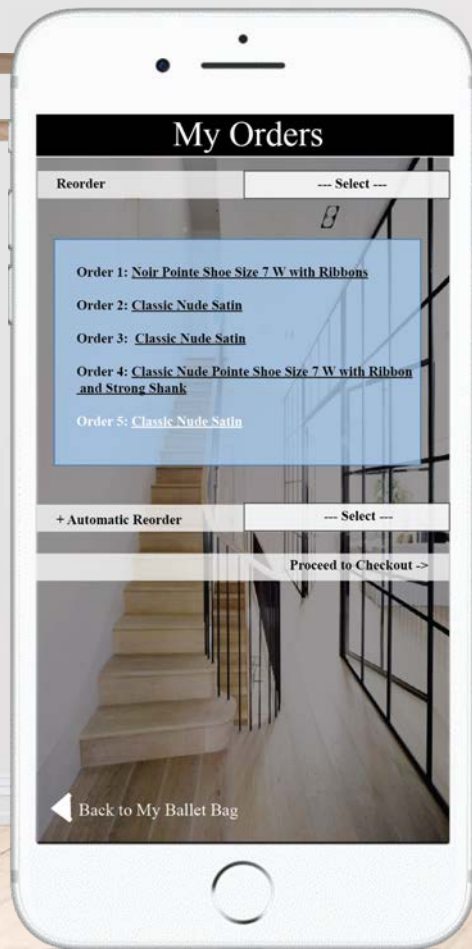 My Orders
Reorder
--- Select ---
Order 1: Noir Pointe Shoe Size 7 W with Ribbons
Order 2: Classic Nude Satin
Order 3: Classic Nude Satin
Order 4: Classic Nude Pointe Shoe Size 7 W with Ribbon
and Strong Shank
Order 5: Classic Nude Satin
+ Automatic Reorder
--- Select ---
Proceed to Checkout ->
Back to My Ballet Bag